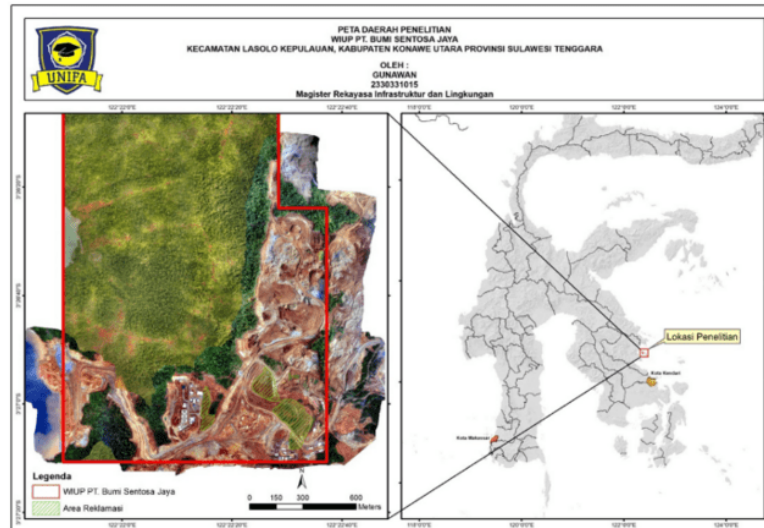 PETA DAERAH PENELITIAN
WIUP PT. BUMI SENTOSA JAYA
KECAMATAN LASOLO KEPULAUAN, KABUPATEN KONAWE UTARA PROVINSI SULAWESI TENGGARA
OLEH :
GUNAWAN
2330331015
Magister Rekayasa Infrastruktur dan Lingkungan
UNIFA
Lokasi Penelitian
Kota Kendari
Kota Makassar
Legenda
WIUP PT. Bumi Sentosa Jaya
Area Reklamasi
N
0 150 300 600
Meters